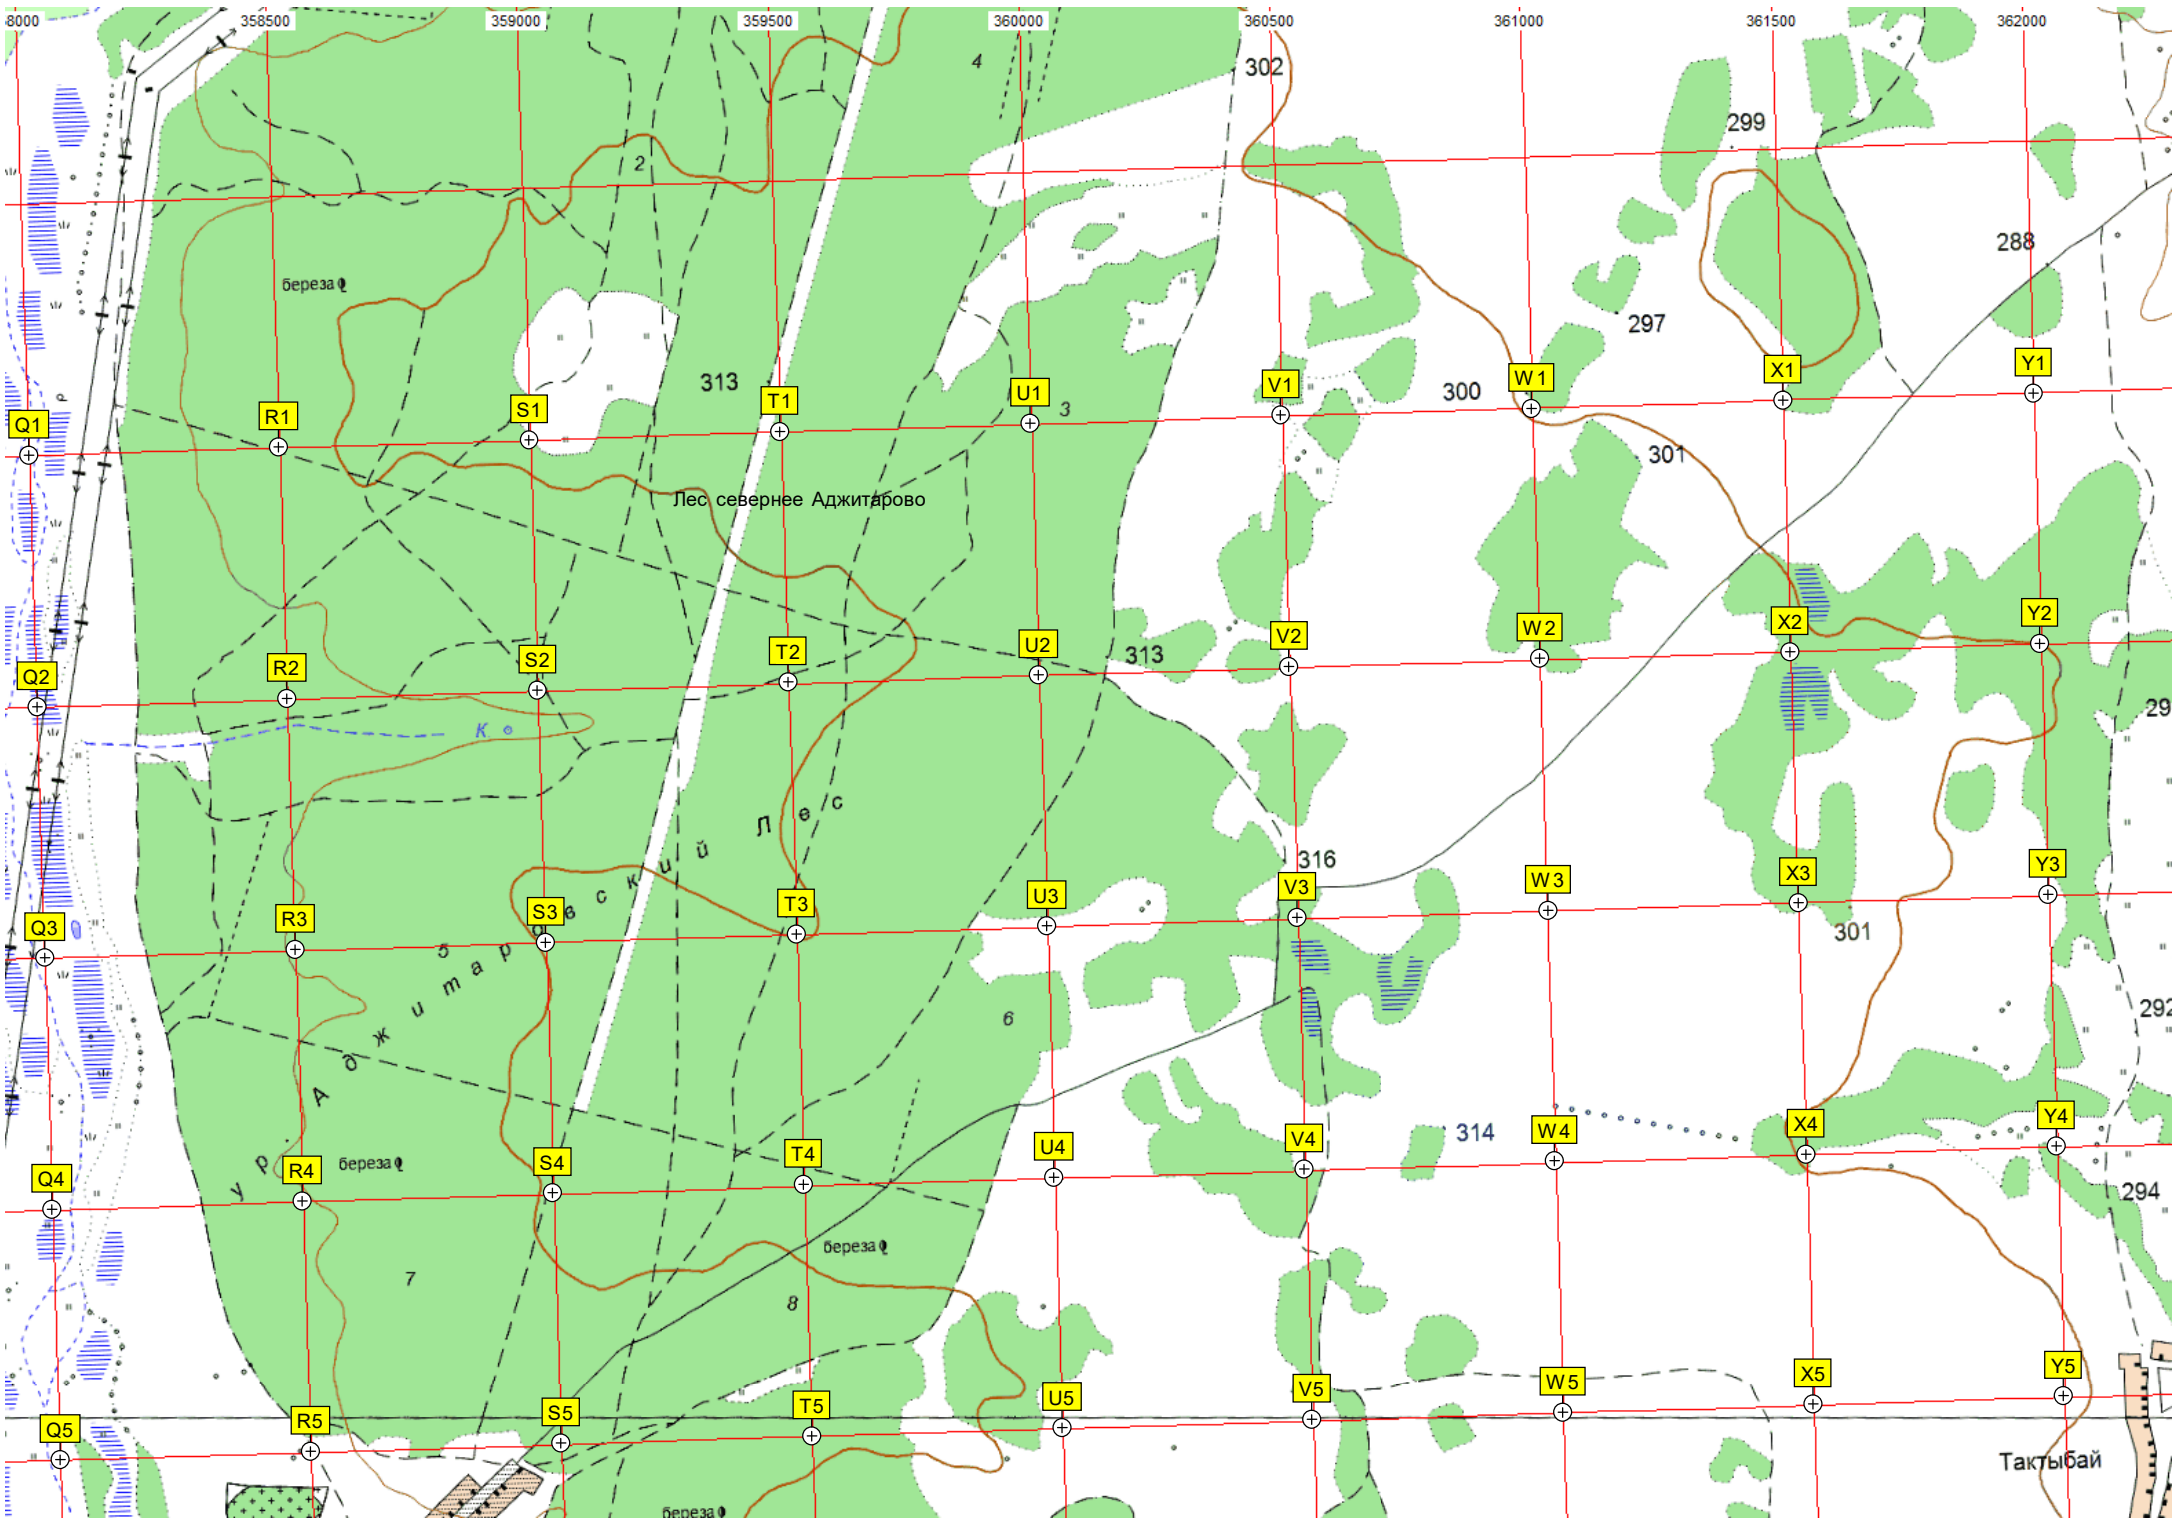 8000 358500 359000 359500 360000 360500 361000 361500 362000
4 302
299
2
288
береза
297
313 T1 U1 3 V1 300 W1 X1 Y1
Q1 R1 S1
301
Лес севернее Аджитарово
Q2 R2 S2 T2 U2 313 V2 W2 X2 Y2
29
К
316
ур. Аджитаровский Лес
Q3 R3 S3 T3 U3 V3 W3 X3 Y3
5
301
6
292
314
Q4 R4 береза S4 T4 U4 V4 W4 X4 Y4
294
береза
7
8
Q5 R5 S5 T5 U5 V5 W5 X5 Y5
Тактыбай
береза